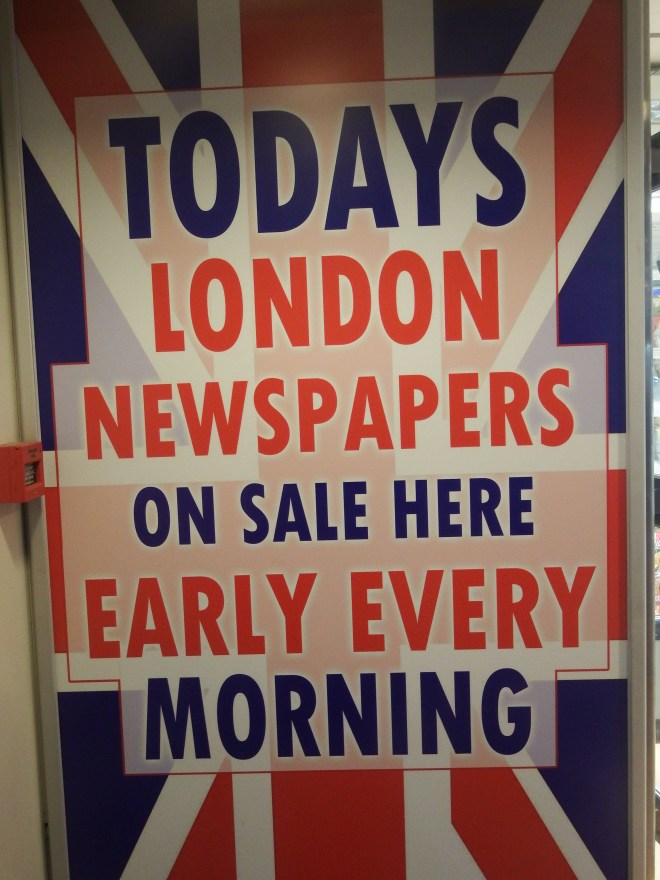 TODAYS
LONDON
NEWSPAPERS
ON SALE HERE
EARLY EVERY
MORNING